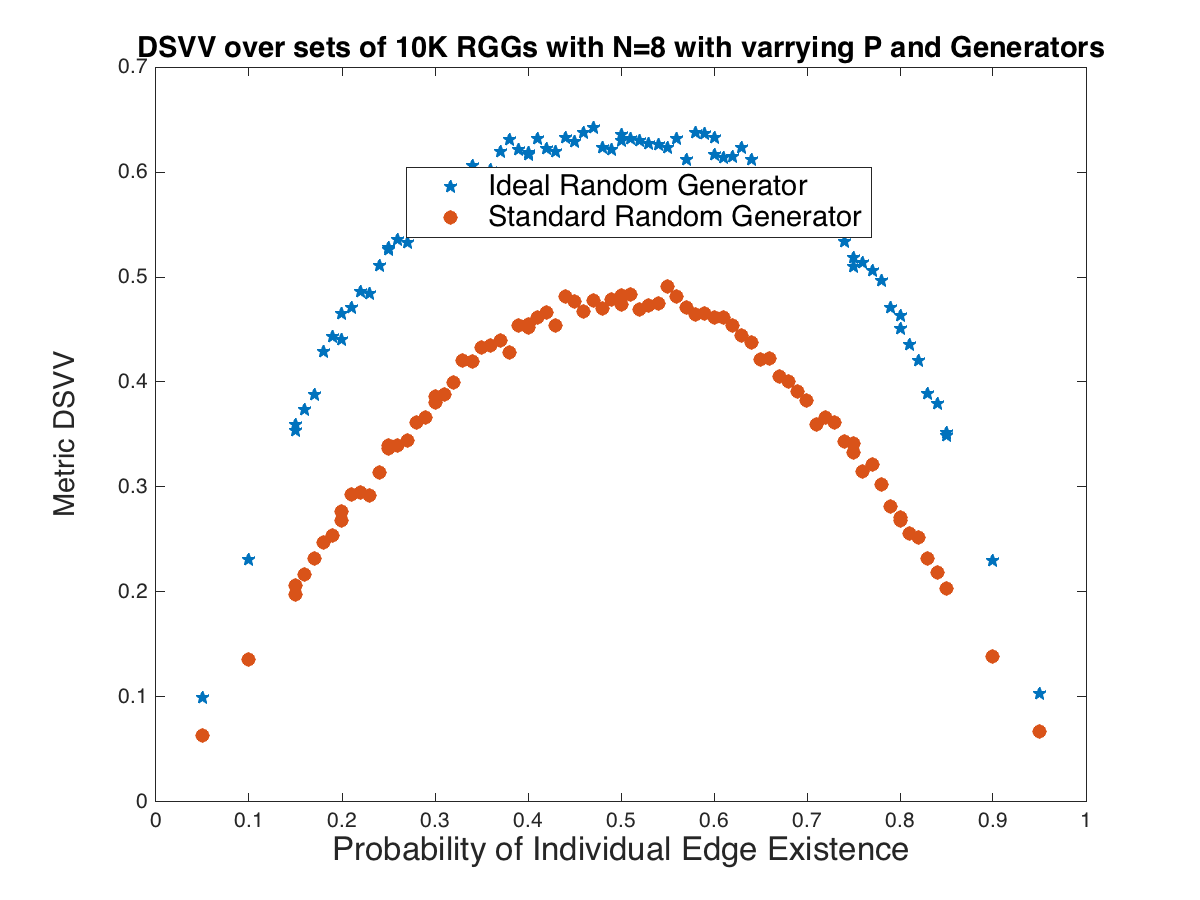 DSVV over sets of 10K RGGs with N=8 with varrying P and Generators
0.7
0.6
0.5
0.4
0.3
0.2
0.1
0
Metric DSVV
Ideal Random Generator
Standard Random Generator
0 0.1 0.2 0.3 0.4 0.5 0.6 0.7 0.8 0.9 1
Probability of Individual Edge Existence